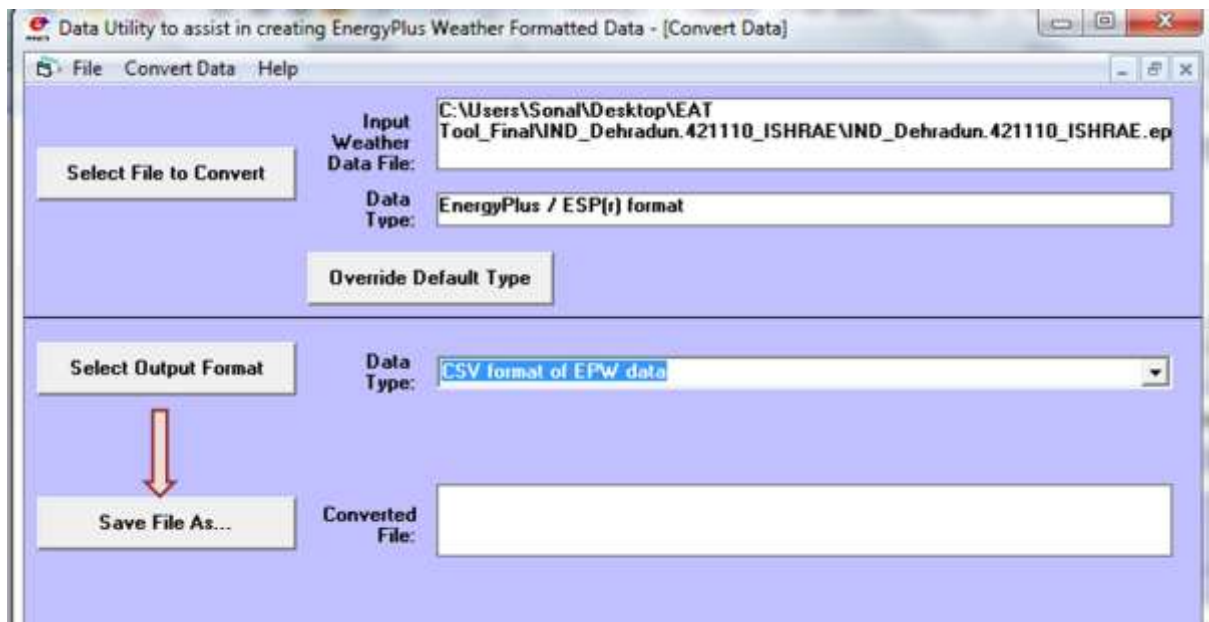 Data Utility to assist in creating EnergyPlus Weather Formatted Data - [Convert Data]
File Convert Data Help
Select File to Convert
Input
Weather
Data File:
C:\Users\Sonal\Desktop\EAT
Tool_Final\IND_Dehradun.421110_ISHRAE\IND_Dehradun.421110_ISHRAE.ep
Data
Type:
EnergyPlus / ESP(r) format
Override Default Type
Select Output Format
Data
Type:
CSV format of EPW data
Save File As...
Converted
File: